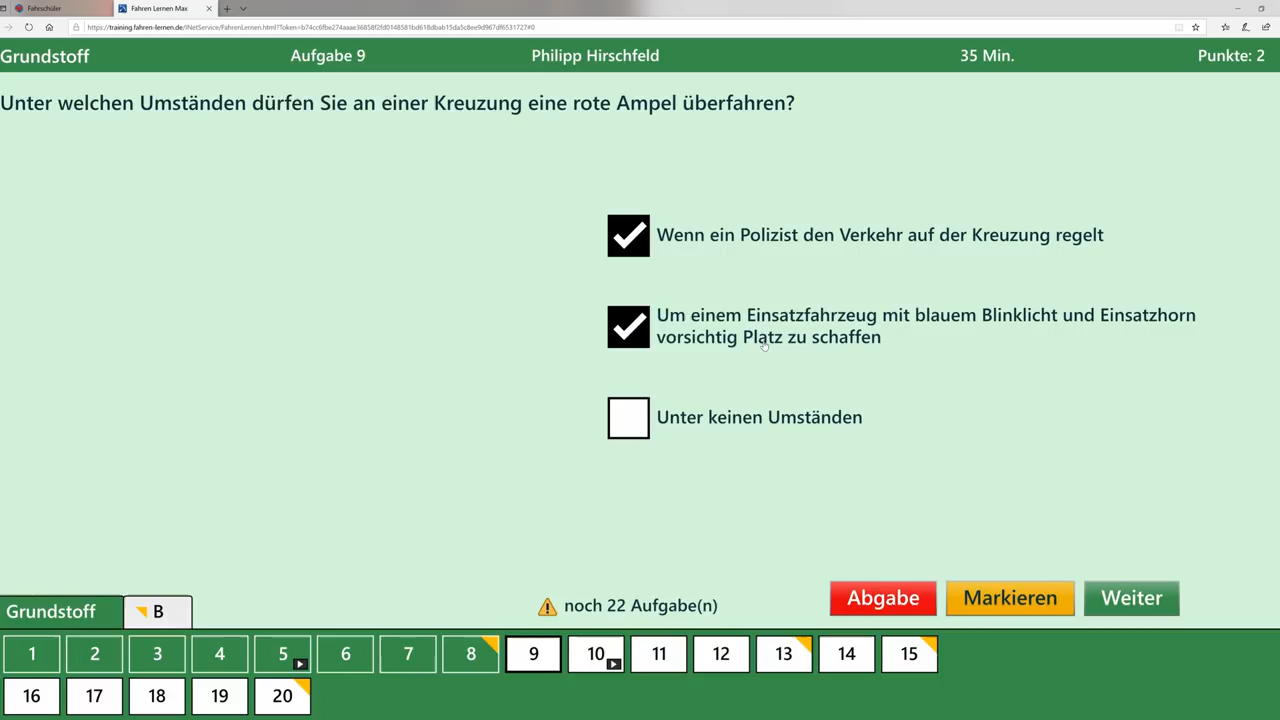 Fahrschüler
Fahren Lernen Max
Grundstoff
Aufgabe 9
Philipp Hirschfeld
35 Min.
Punkte: 2
Unter welchen Umständen dürfen Sie an einer Kreuzung eine rote Ampel überfahren?
Wenn ein Polizist den Verkehr auf der Kreuzung regelt
Um einem Einsatzfahrzeug mit blauem Blinklicht und Einsatzhorn
vorsichtig Platz zu schaffen
Unter keinen Umständen
Grundstoff
B
noch 22 Aufgabe(n)
Abgabe
Markieren
Weiter
1 2 3 4 5 6 7 8 9 10 11 12 13 14 15
16 17 18 19 20